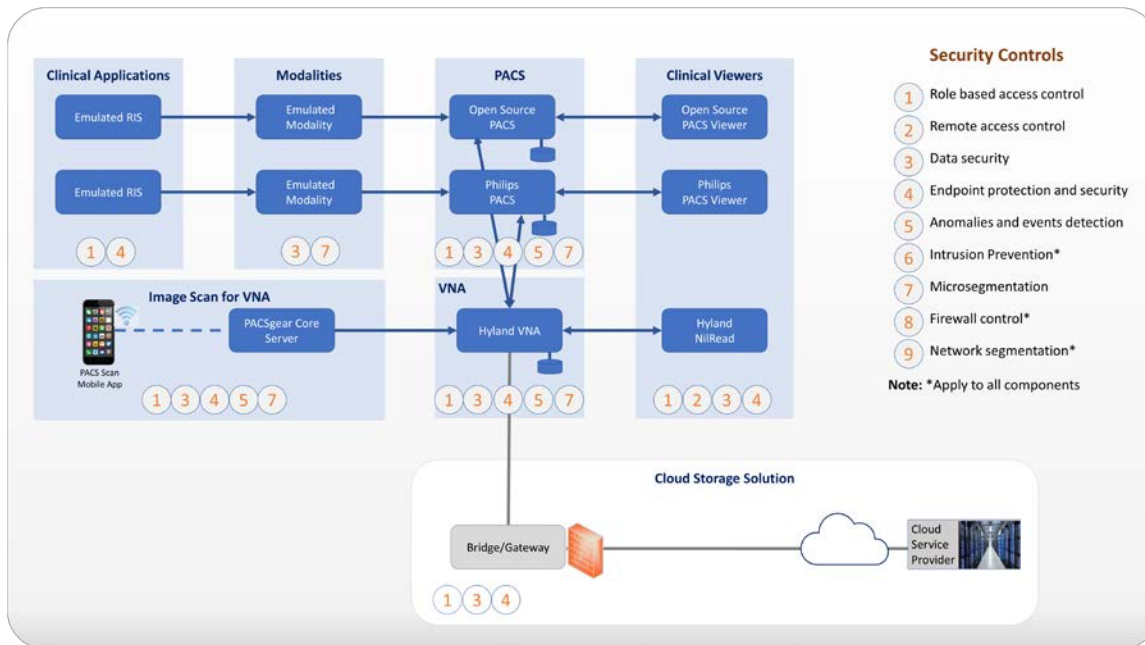 Clinical Applications
Emulated RIS
Emulated RIS
1 4
Modalities
Emulated
Modality
Emulated
Modality
3 7
PACS
Open Source
PACS
Philips
PACS
1 3 4 5 7
Clinical Viewers
Open Source
PACS Viewer
Philips
PACS Viewer
Hyland
NilRead
1 2 3 4
Image Scan for VNA
PACS Scan
Mobile App
PACSgear Core
Server
1 3 4 5 7
VNA
Hyland VNA
1 3 4 5 7
Cloud Storage Solution
Bridge/Gateway
Cloud
Service
Provider
1 3 4
Security Controls
1 Role based access control
2 Remote access control
3 Data security
4 Endpoint protection and security
5 Anomalies and events detection
6 Intrusion Prevention*
7 Microsegmentation
8 Firewall control*
9 Network segmentation*
Note: *Apply to all components